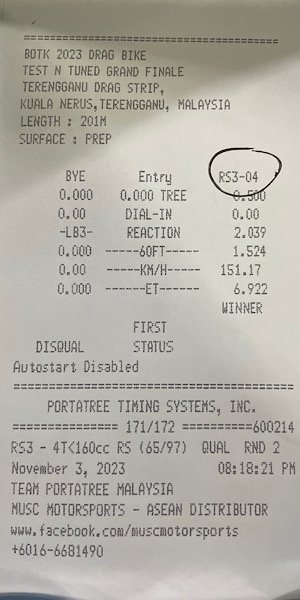 ==========================================
BDTK 2023 DRAG BIKE
TEST N TUNED GRAND FINALE
TERENGGANU DRAG STRIP,
KUALA NERUS,TERENGGANU, MALAYSIA
LENGTH : 201M
SURFACE : PREP
BYE Entry RS3-04
0.000 0.000 TREE 0.500
0.00 DIAL-IN 0.00
-LB3- REACTION 2.039
0.000 -----60FT----- 1.524
0.00 ------KM/H----- 151.17
0.000 ------ET------ 6.922
WINNER
FIRST
DISQUAL STATUS
Autostart Disabled
==========================================
PORTATREE TIMING SYSTEMS, INC.
=============== 171/172 ==========600214
RS3 - 4T<160cc RS (65/97) QUAL RND 2
November 3, 2023 08:18:21 PM
TEAM PORTATREE MALAYSIA
MUSC MOTORSPORTS - ASEAN DISTRIBUTOR
www.facebook.com/muscmotorsports
+6016-6681490